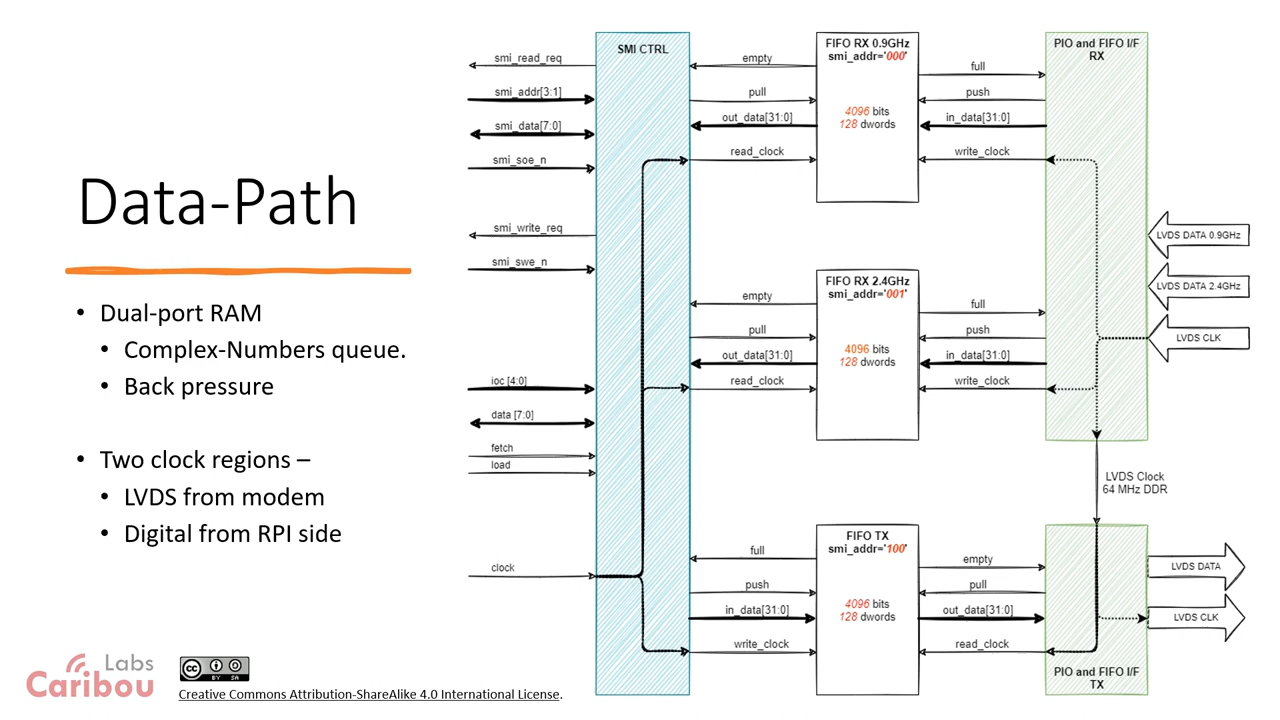 Data-Path
• Dual-port RAM
• Complex-Numbers queue.
• Back pressure
• Two clock regions –
• LVDS from modem
• Digital from RPI side
Labs
Caribou
CC BY SA
Creative Commons Attribution-ShareAlike 4.0 International License.
smi_read_req
smi_addr[3:1]
smi_data[7:0]
smi_soe_n
smi_write_req
smi_swe_n
ioc [4:0]
data [7:0]
fetch
load
clock
SMI CTRL
empty
pull
out_data[31:0]
read_clock
FIFO RX 0.9GHz
smi_addr='000'
4096 bits
128 dwords
full
push
in_data[31:0]
write_clock
PIO and FIFO I/F
RX
empty
pull
out_data[31:0]
read_clock
FIFO RX 2.4GHz
smi_addr='001'
4096 bits
128 dwords
full
push
in_data[31:0]
write_clock
LVDS DATA 0.9GHz
LVDS DATA 2.4GHz
LVDS CLK
LVDS Clock
64 MHz DDR
full
push
in_data[31:0]
write_clock
FIFO TX
smi_addr='100'
4096 bits
128 dwords
empty
pull
out_data[31:0]
read_clock
LVDS DATA
LVDS CLK
PIO and FIFO I/F
TX